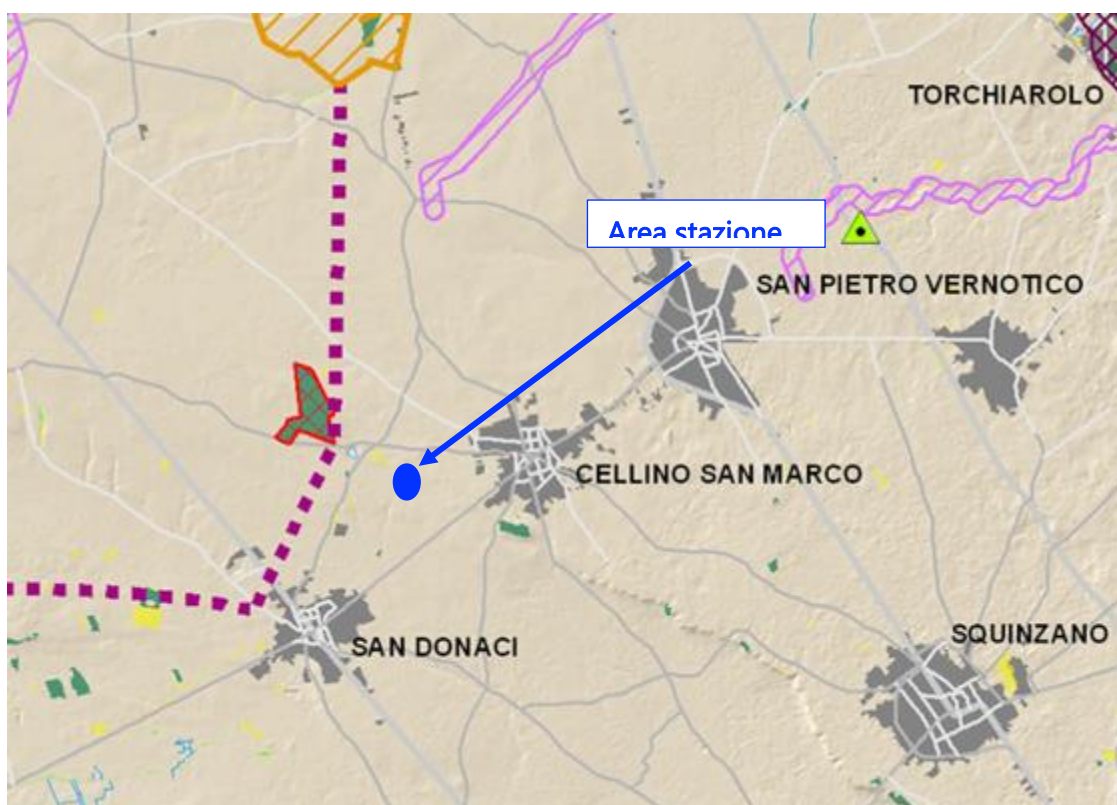 TORCHIAROLO
Area stazione
SAN PIETRO VERNOTICO
CELLINO SAN MARCO
SQUINZANO
SAN DONACI